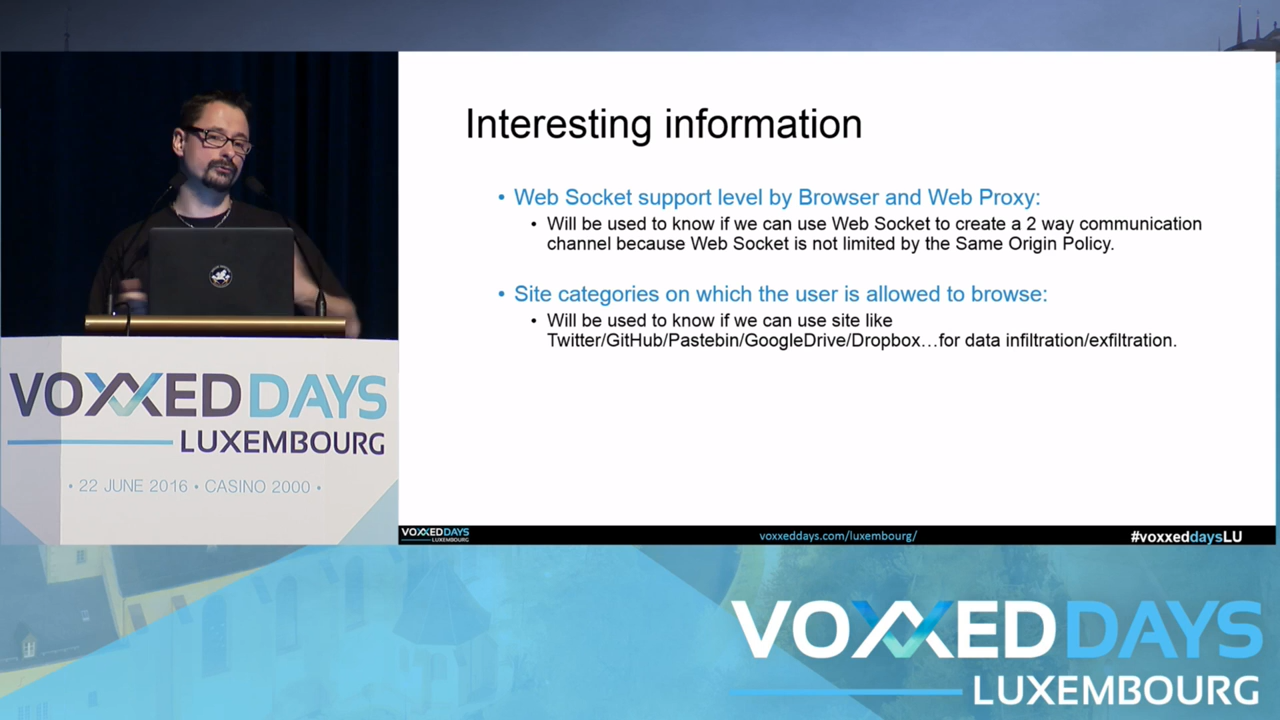 Interesting information
• Web Socket support level by Browser and Web Proxy:
• Will be used to know if we can use Web Socket to create a 2 way communication
channel because Web Socket is not limited by the Same Origin Policy.
• Site categories on which the user is allowed to browse:
• Will be used to know if we can use site like
Twitter/GitHub/Pastebin/GoogleDrive/Dropbox…for data infiltration/exfiltration.
VOXXED DAYS
LUXEMBOURG
• 22 JUNE 2016 • CASINO 2000 •
VOXXEDDAYS
LUXEMBOURG
voxxeddays.com/luxembourg/
#voxxeddaysLU
VOXXEDDAYS
LUXEMBOURG